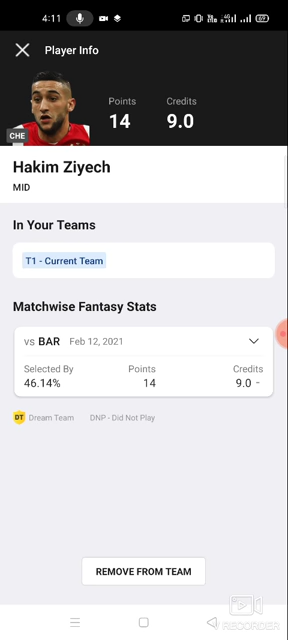 4:11
69
Player Info
Points
Credits
14
9.0
CHE
Hakim Ziyech
MID
In Your Teams
T1 - Current Team
Matchwise Fantasy Stats
vs BAR Feb 12, 2021
Selected By Points Credits
46.14% 14 9.0 -
DT Dream Team DNP - Did Not Play
REMOVE FROM TEAM
RECORDER